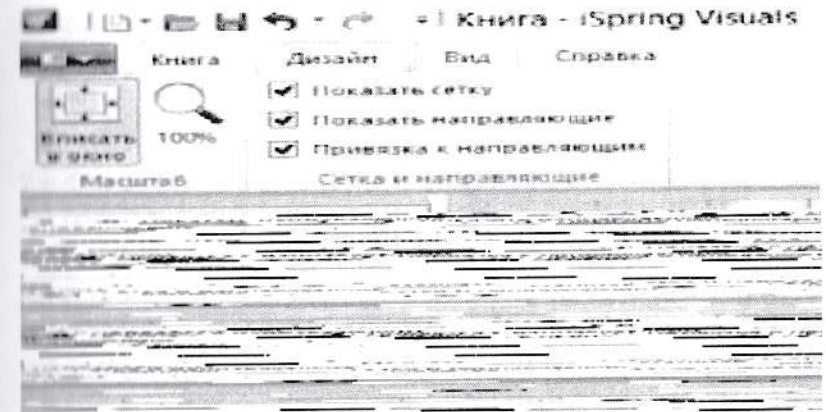 Книга - iSpring Visuals
Книга Дизайн Вид Справка
Показать сетку
Вписать
в окно
100%
Показать направляющие
Привязка к направляющим
Масштаб Сетка и направляющие